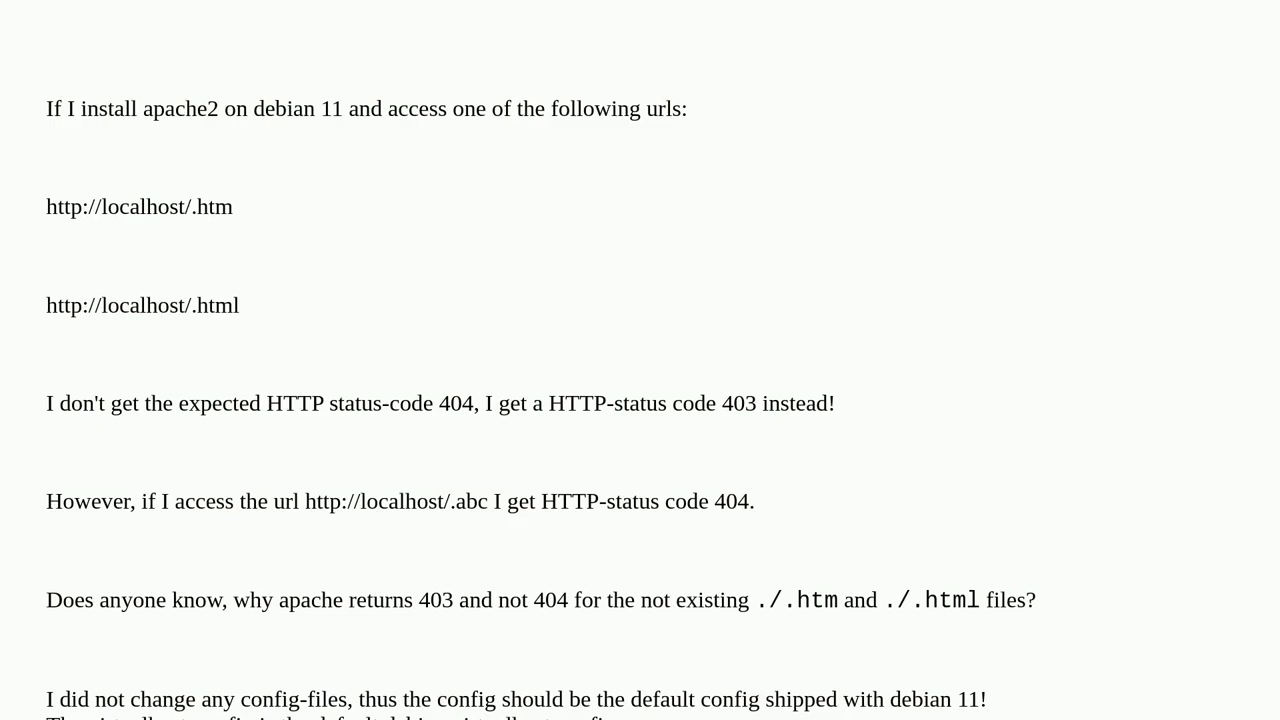 If I install apache2 on debian 11 and access one of the following urls:
http://localhost/.htm
http://localhost/.html
I don't get the expected HTTP status-code 404, I get a HTTP-status code 403 instead!
However, if I access the url http://localhost/.abc I get HTTP-status code 404.
Does anyone know, why apache returns 403 and not 404 for the not existing ./.htm and ./.html files?
I did not change any config-files, thus the config should be the default config shipped with debian 11!